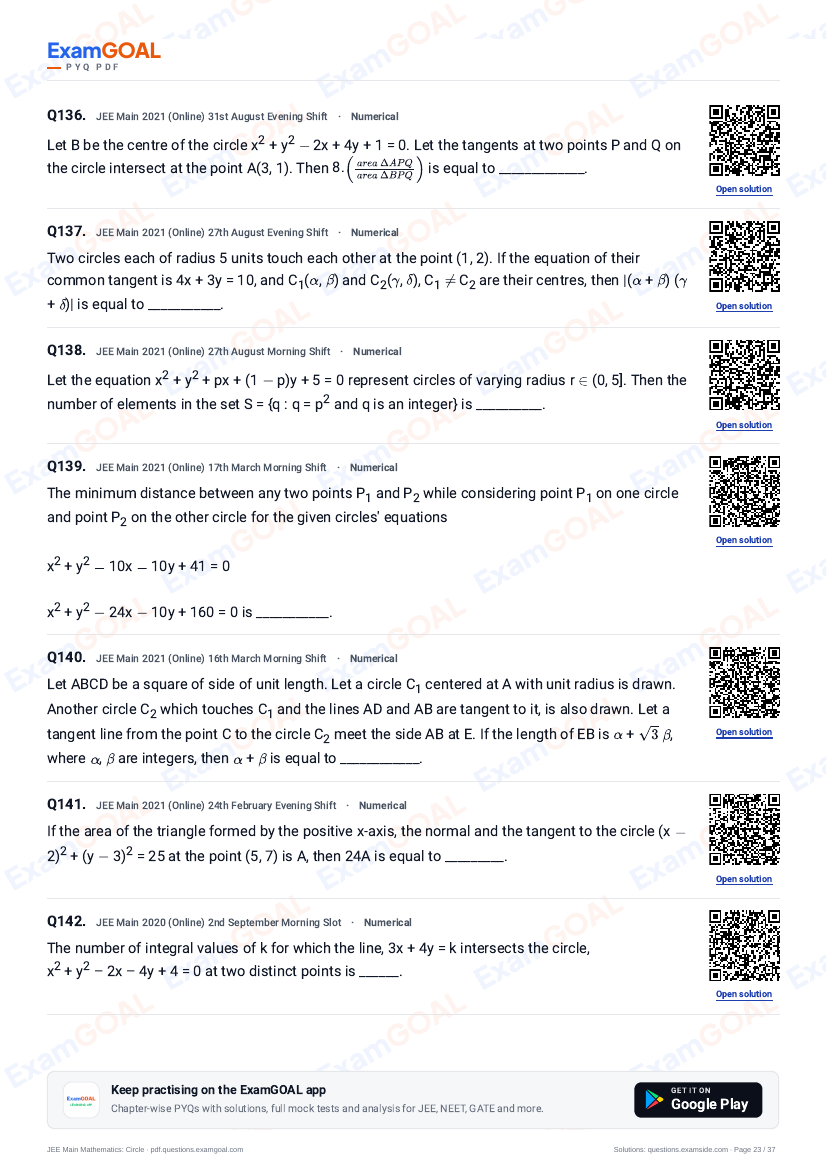 ExamGOAL
PYQ PDF
Q136. JEE Main 2021 (Online) 31st August Evening Shift · Numerical
Let B be the centre of the circle x² + y² − 2x + 4y + 1 = 0. Let the tangents at two points P and Q on
the circle intersect at the point A(3, 1). Then 8.(area ΔAPQ / area ΔBPQ) is equal to _____________.
Open solution
Q137. JEE Main 2021 (Online) 27th August Evening Shift · Numerical
Two circles each of radius 5 units touch each other at the point (1, 2). If the equation of their
common tangent is 4x + 3y = 10, and C₁(α, β) and C₂(γ, δ), C₁ ≠ C₂ are their centres, then |(α + β) (γ
+ δ)| is equal to ___________.
Open solution
Q138. JEE Main 2021 (Online) 27th August Morning Shift · Numerical
Let the equation x² + y² + px + (1 − p)y + 5 = 0 represent circles of varying radius r ∈ (0, 5]. Then the
number of elements in the set S = {q : q = p² and q is an integer} is __________.
Open solution
Q139. JEE Main 2021 (Online) 17th March Morning Shift · Numerical
The minimum distance between any two points P₁ and P₂ while considering point P₁ on one circle
and point P₂ on the other circle for the given circles' equations
x² + y² − 10x − 10y + 41 = 0
x² + y² − 24x − 10y + 160 = 0 is ___________.
Open solution
Q140. JEE Main 2021 (Online) 16th March Morning Shift · Numerical
Let ABCD be a square of side of unit length. Let a circle C₁ centered at A with unit radius is drawn.
Another circle C₂ which touches C₁ and the lines AD and AB are tangent to it, is also drawn. Let a
tangent line from the point C to the circle C₂ meet the side AB at E. If the length of EB is α + √3 β,
where α, β are integers, then α + β is equal to ____________.
Open solution
Q141. JEE Main 2021 (Online) 24th February Evening Shift · Numerical
If the area of the triangle formed by the positive x-axis, the normal and the tangent to the circle (x −
2)² + (y − 3)² = 25 at the point (5, 7) is A, then 24A is equal to _________.
Open solution
Q142. JEE Main 2020 (Online) 2nd September Morning Slot · Numerical
The number of integral values of k for which the line, 3x + 4y = k intersects the circle,
x² + y² – 2x – 4y + 4 = 0 at two distinct points is ______.
Open solution
ExamGOAL
Keep practising on the ExamGOAL app
Chapter-wise PYQs with solutions, full mock tests and analysis for JEE, NEET, GATE and more.
GET IT ON
Google Play
JEE Main Mathematics: Circle · pdf.questions.examgoal.com
Solutions: questions.examside.com · Page 23 / 37